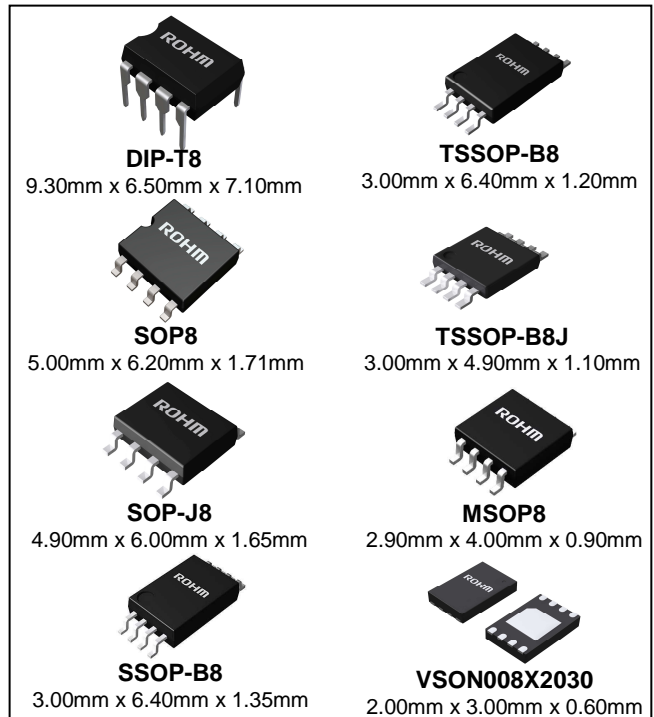 ROHM
DIP-T8
9.30mm x 6.50mm x 7.10mm
ROHM
TSSOP-B8
3.00mm x 6.40mm x 1.20mm
ROHM
SOP8
5.00mm x 6.20mm x 1.71mm
ROHM
TSSOP-B8J
3.00mm x 4.90mm x 1.10mm
ROHM
SOP-J8
4.90mm x 6.00mm x 1.65mm
ROHM
MSOP8
2.90mm x 4.00mm x 0.90mm
ROHM
SSOP-B8
3.00mm x 6.40mm x 1.35mm
ROHM
VSON008X2030
2.00mm x 3.00mm x 0.60mm